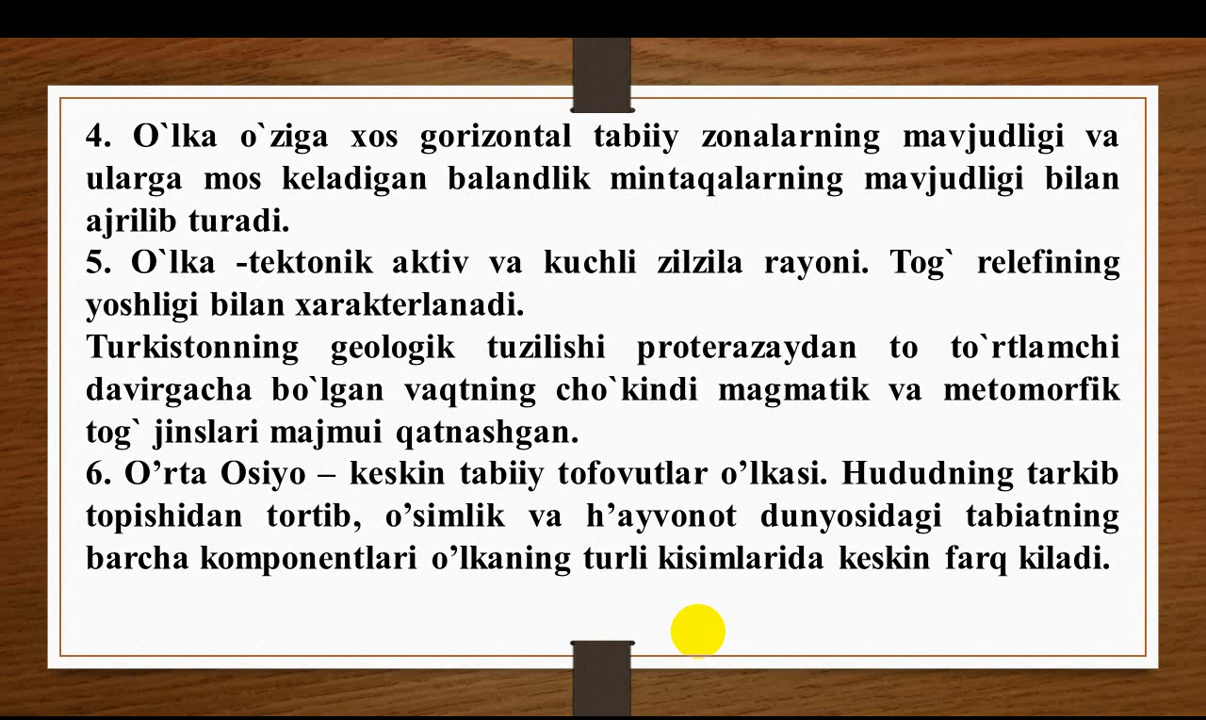 4. O`lka o`ziga xos gorizontal tabiiy zonalarning mavjudligi va
ularga mos keladigan balandlik mintaqalarning mavjudligi bilan
ajrilib turadi.
5. O`lka -tektonik aktiv va kuchli zilzila rayoni. Tog` relefining
yoshligi bilan xarakterlanadi.
Turkistonning geologik tuzilishi proterazaydan to to`rtlamchi
davirgacha bo`lgan vaqtning cho`kindi magmatik va metomorfik
tog` jinslari majmui qatnashgan.
6. O’rta Osiyo – keskin tabiiy tofovutlar o’lkasi. Hududning tarkib
topishidan tortib, o’simlik va h’ayvonot dunyosidagi tabiatning
barcha komponentlari o’lkaning turli kisimlarida keskin farq kiladi.